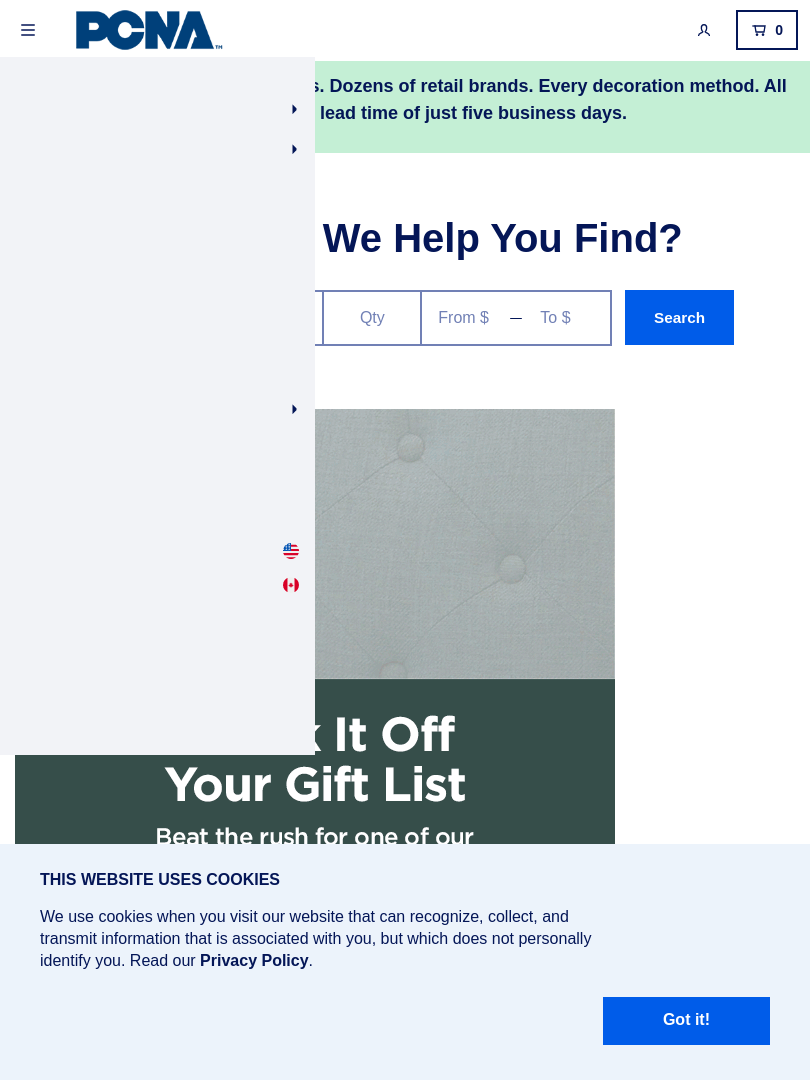 PCNA™
0
. Dozens of retail brands. Every decoration method. All
lead time of just five business days.
We Help You Find?
Qty
From $ — To $
Search
It Off
Your Gift List
Beat the rush for one of our
THIS WEBSITE USES COOKIES
We use cookies when you visit our website that can recognize, collect, and
transmit information that is associated with you, but which does not personally
identify you. Read our Privacy Policy.
Got it!